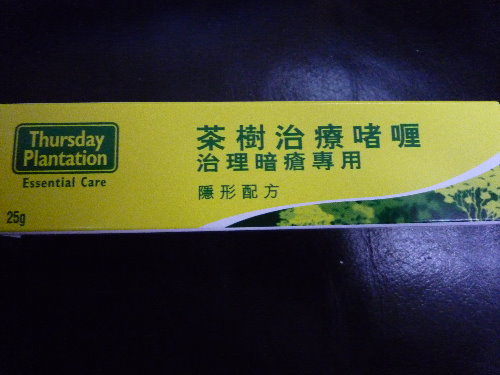 Thursday
Plantation
Essential Care
25g
茶樹治療啫喱
治理暗瘡專用
隱形配方